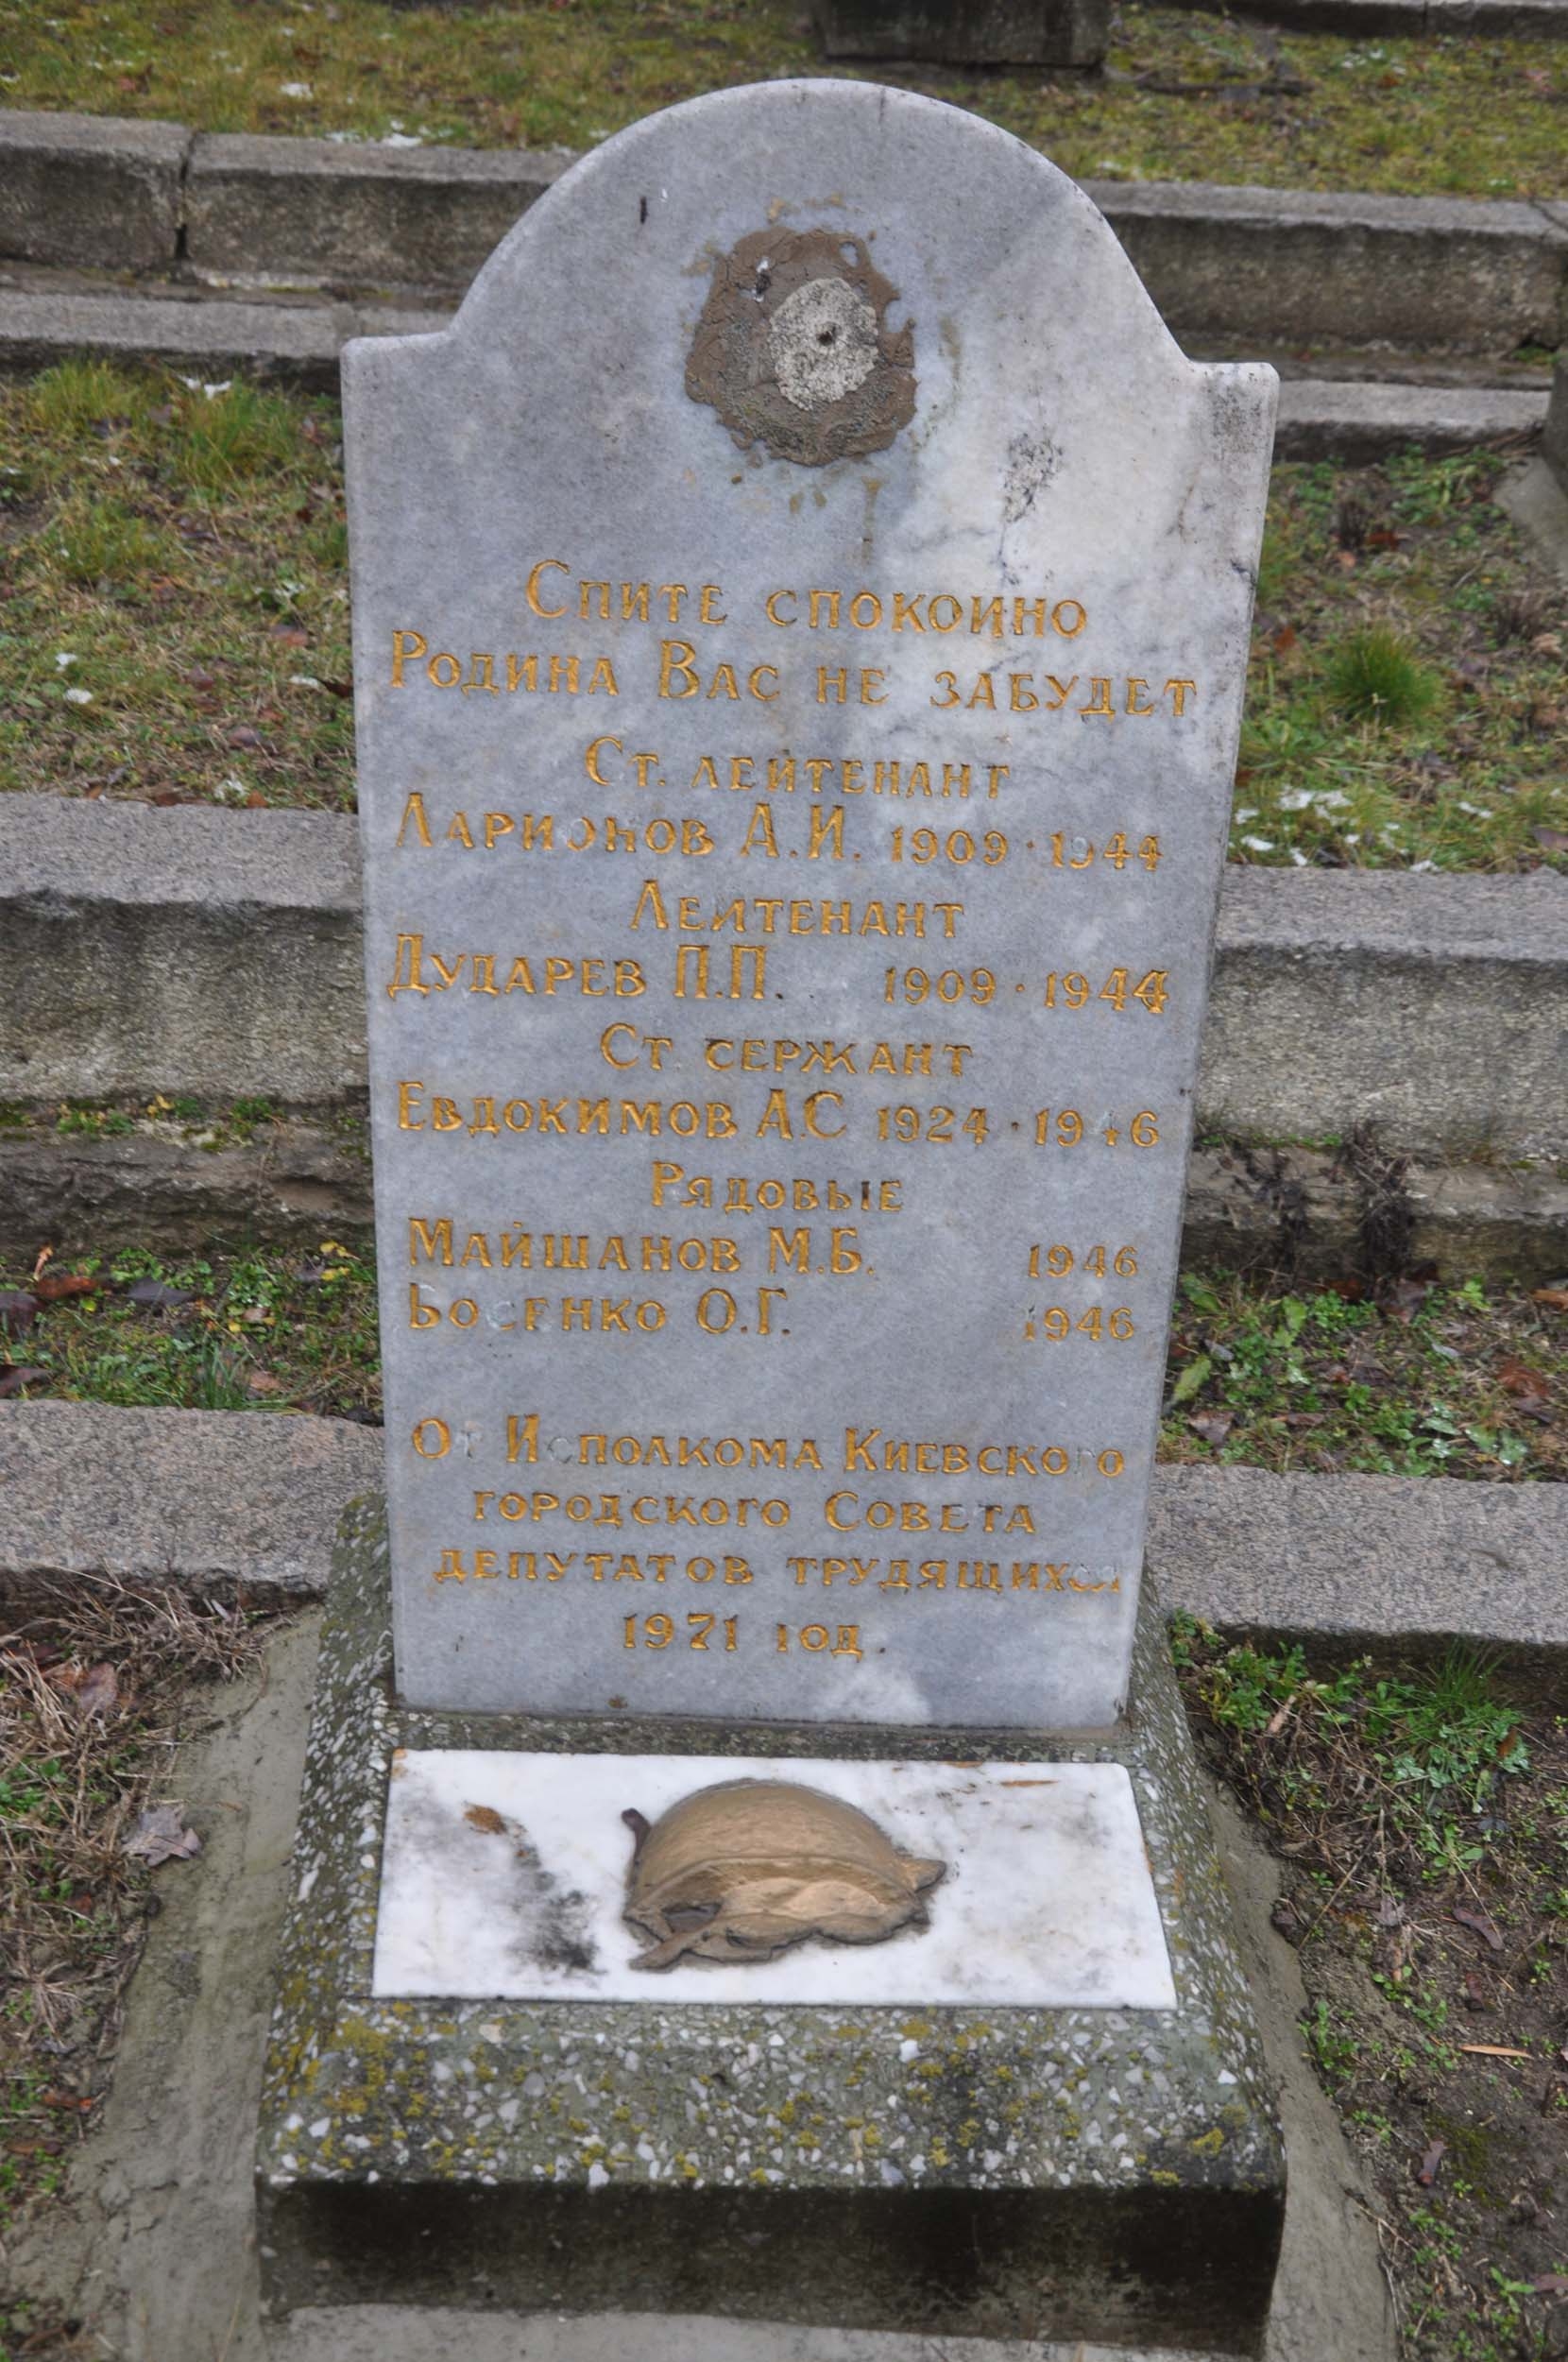 Спите спокойно
Родина Вас не забудет
Ст. лейтенант
Ларионов А.И. 1909 · 1944
Лейтенант
Дударев П.П. 1909 · 1944
Ст. сержант
Евдокимов А.С 1924 · 1946
Рядовые
Майшанов М.Б. 1946
Босенко О.Г. 1946
От Исполкома Киевского
городского Совета
депутатов трудящихся
1971 год